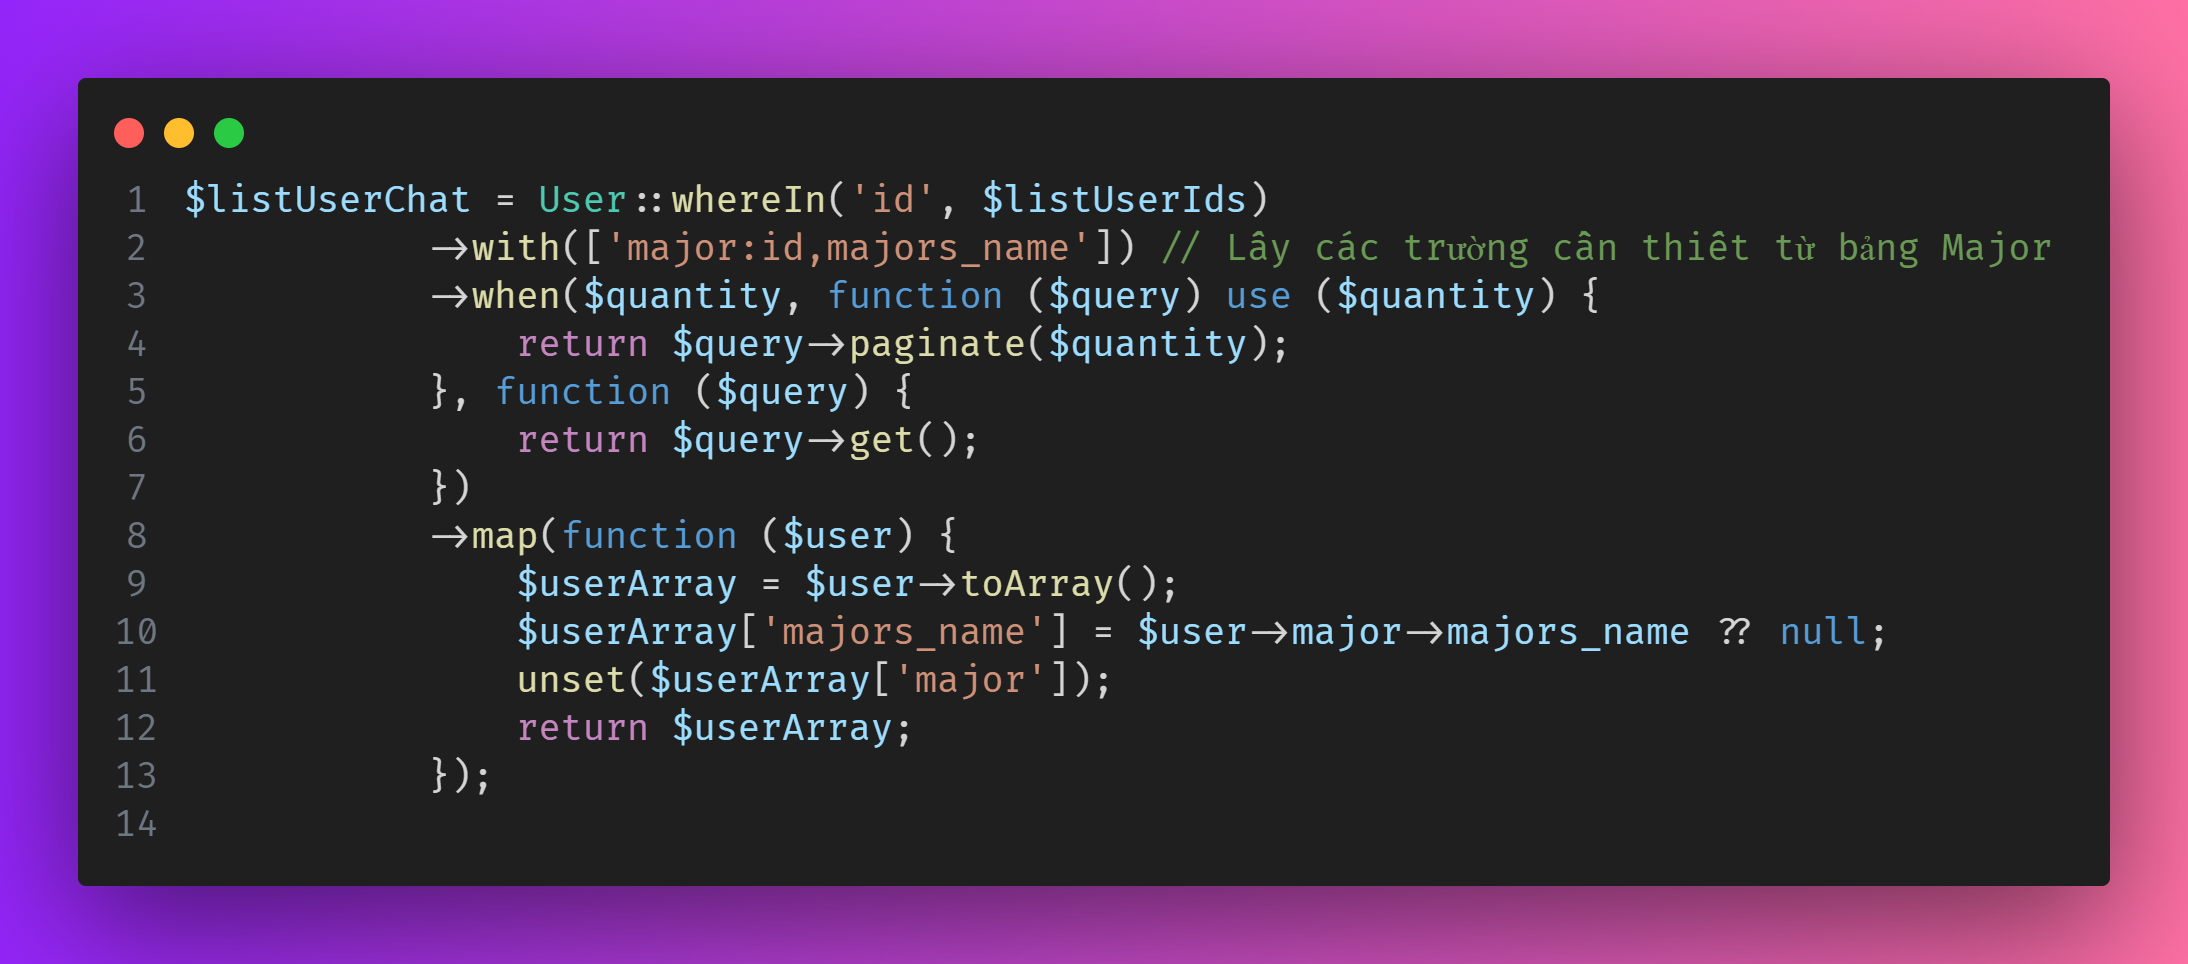 1 $listUserChat = User::whereIn('id', $listUserIds)
2 ->with(['major:id,majors_name']) // Lấy các trường cần thiết từ bảng Major
3 ->when($quantity, function ($query) use ($quantity) {
4 return $query->paginate($quantity);
5 }, function ($query) {
6 return $query->get();
7 })
8 ->map(function ($user) {
9 $userArray = $user->toArray();
10 $userArray['majors_name'] = $user->major->majors_name ?? null;
11 unset($userArray['major']);
12 return $userArray;
13 });
14